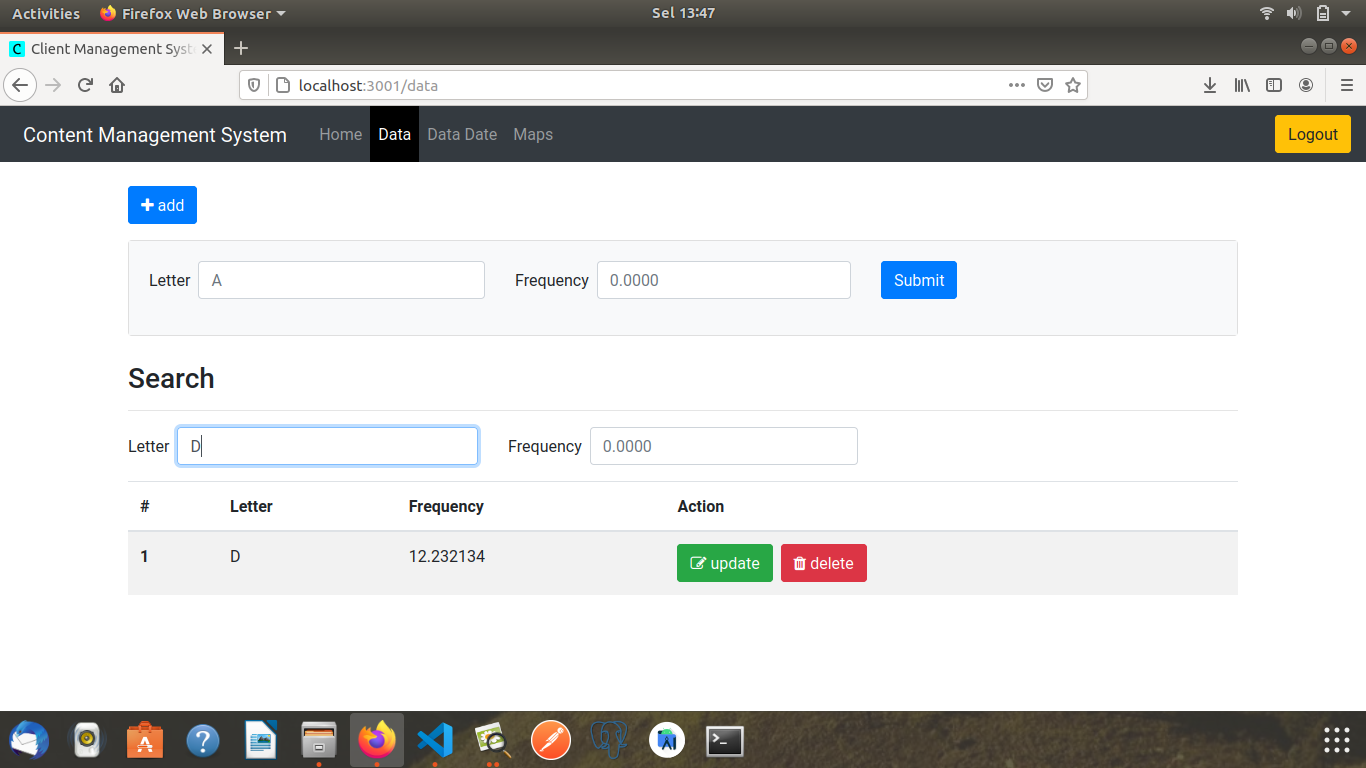 Activities Firefox Web Browser Sel 13:47
C Client Management Syst
localhost:3001/data
Content Management System Home Data Data Date Maps Logout
add
Letter A Frequency 0.0000 Submit
Search
Letter D Frequency 0.0000
# Letter Frequency Action
1 D 12.232134 update delete